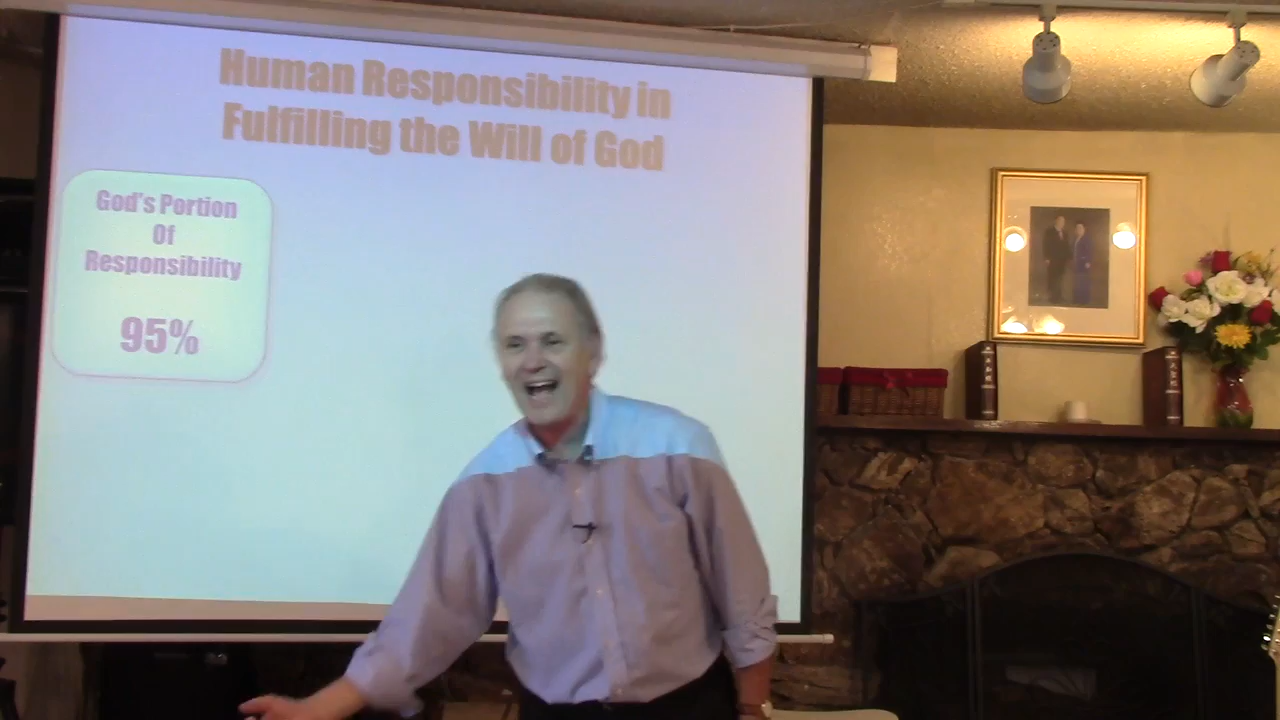 Human Responsibility in
Fulfilling the Will of God
God's Portion
Of
Responsibility
95%